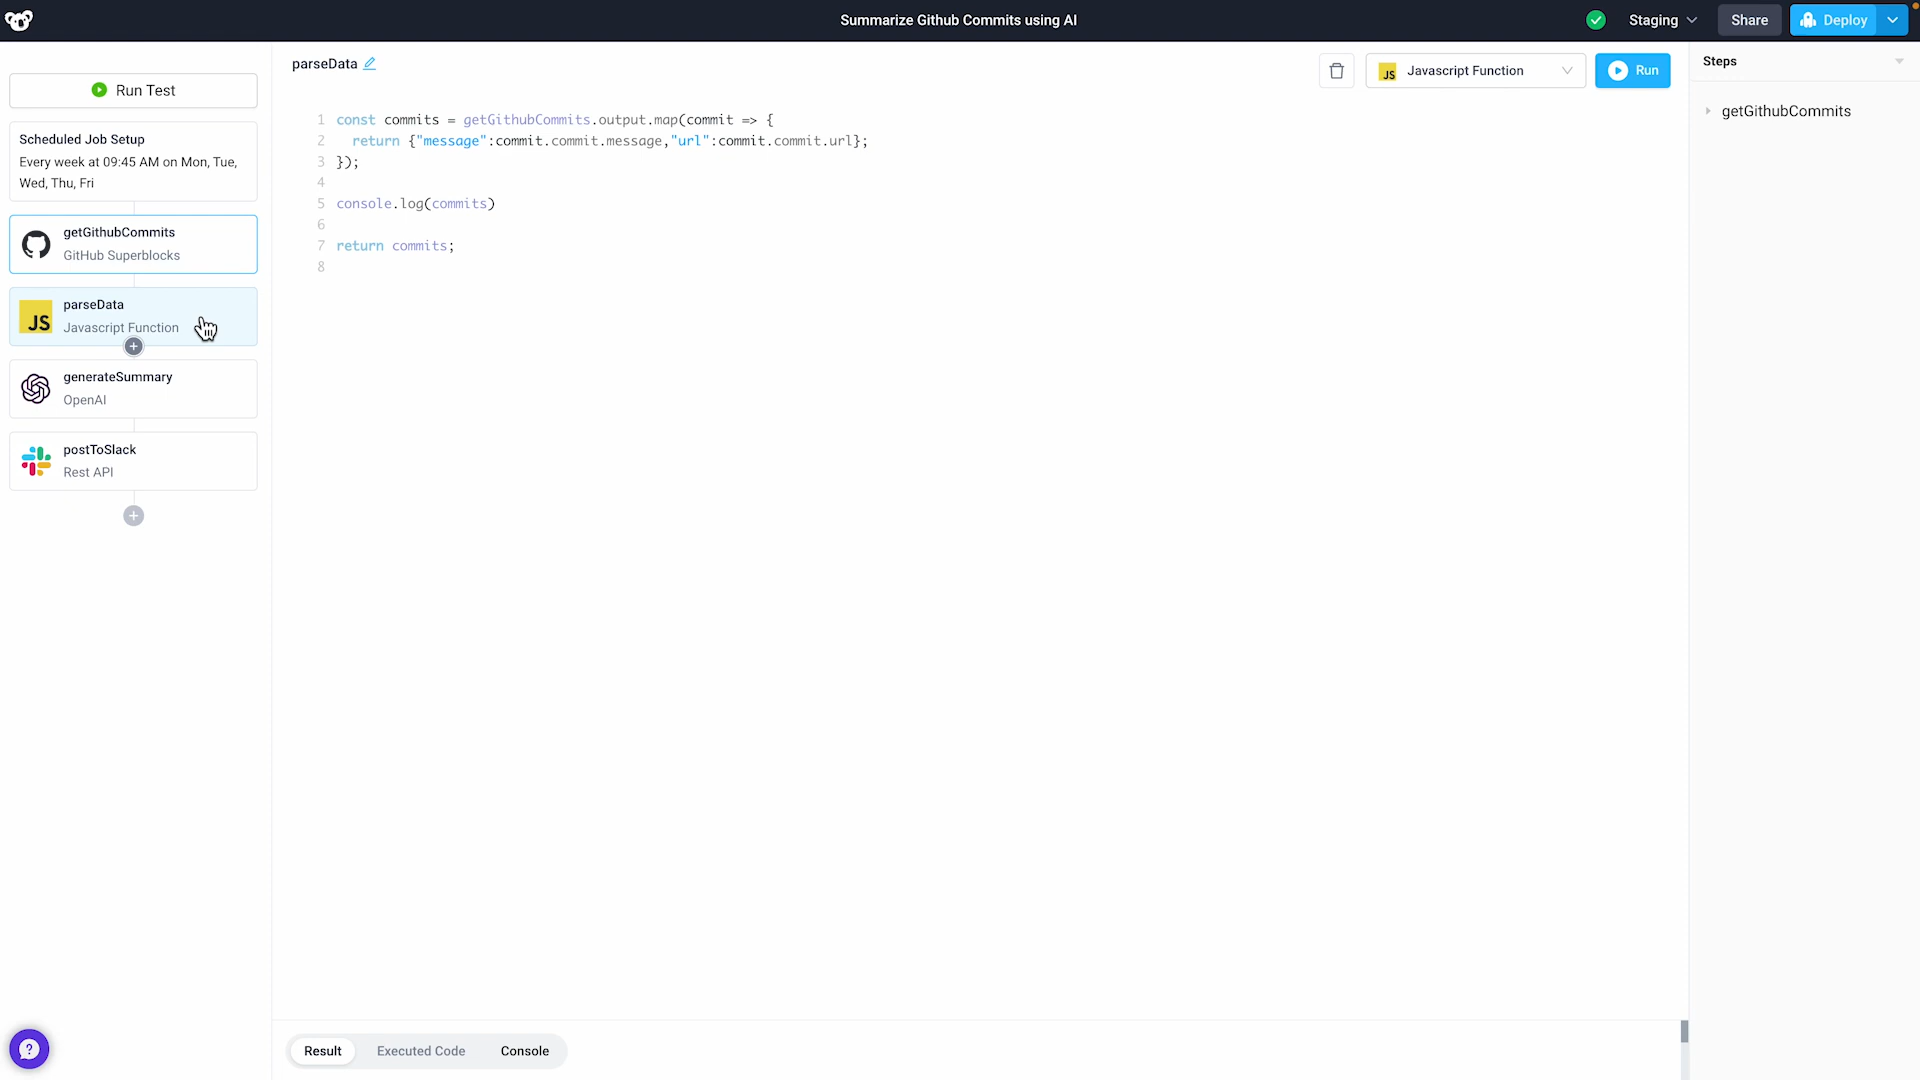 Summarize Github Commits using AI
Staging
Share
Deploy
Run Test
Scheduled Job Setup
Every week at 09:45 AM on Mon, Tue,
Wed, Thu, Fri
getGithubCommits
GitHub Superblocks
JS
parseData
Javascript Function
generateSummary
OpenAI
postToSlack
Rest API
parseData
JS Javascript Function
Run
1 const commits = getGithubCommits.output.map(commit => {
2 return {"message":commit.commit.message,"url":commit.commit.url};
3 });
4
5 console.log(commits)
6
7 return commits;
8
Result
Executed Code
Console
Steps
getGithubCommits
?